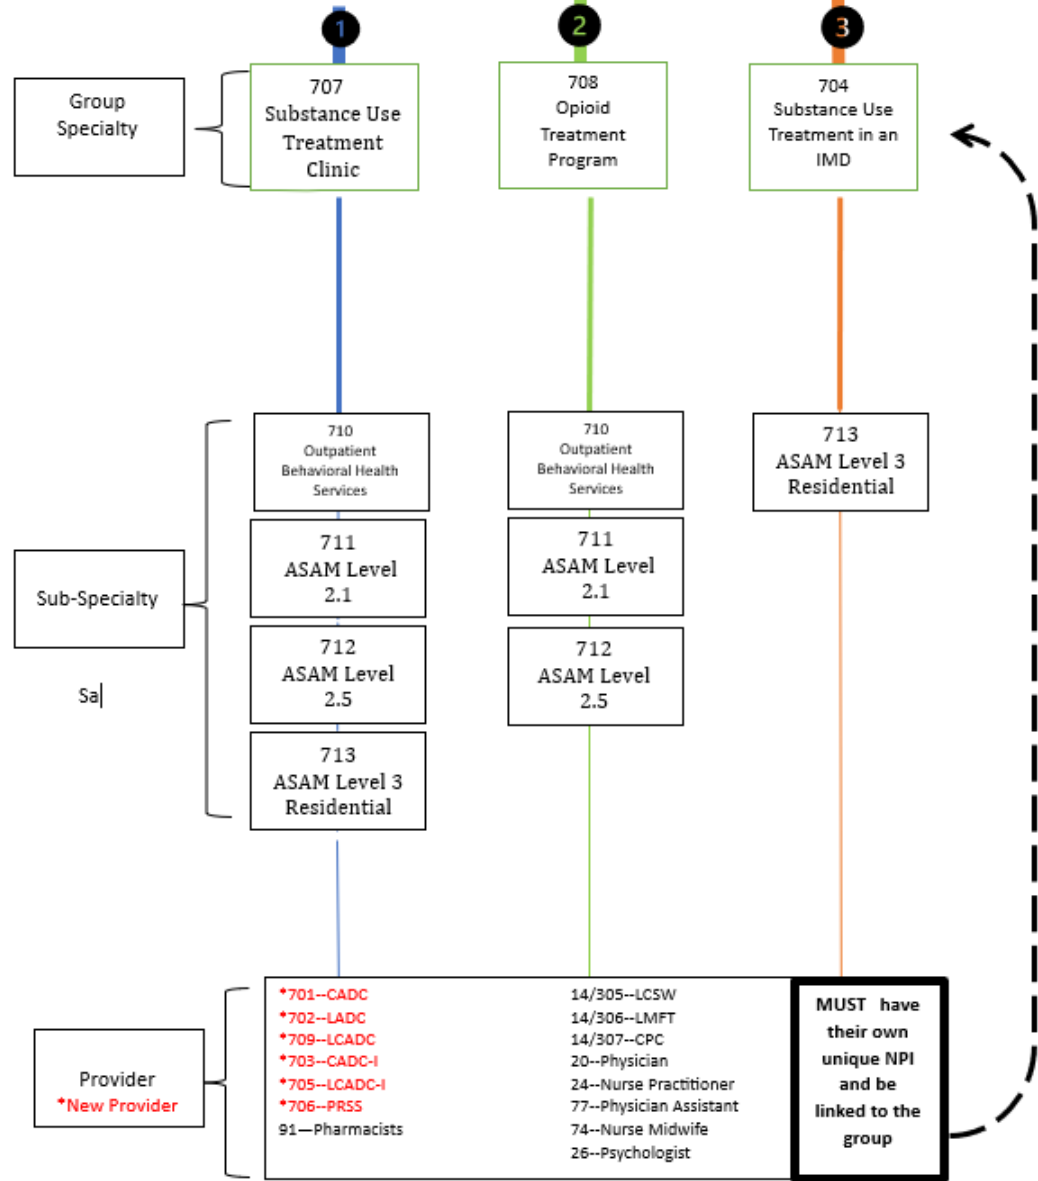 1
2
3
Group
Specialty
707
Substance Use
Treatment
Clinic
708
Opioid
Treatment
Program
704
Substance Use
Treatment in an
IMD
Sub-Specialty
Sa
710
Outpatient
Behavioral Health
Services
711
ASAM Level
2.1
712
ASAM Level
2.5
713
ASAM Level 3
Residential
710
Outpatient
Behavioral Health
Services
711
ASAM Level
2.1
712
ASAM Level
2.5
713
ASAM Level 3
Residential
Provider
*New Provider
*701--CADC
*702--LADC
*709--LCADC
*703--CADC-I
*705--LCADC-I
*706--PRSS
91—Pharmacists
14/305--LCSW
14/306--LMFT
14/307--CPC
20--Physician
24--Nurse Practitioner
77--Physician Assistant
74--Nurse Midwife
26--Psychologist
MUST have
their own
unique NPI
and be
linked to the
group